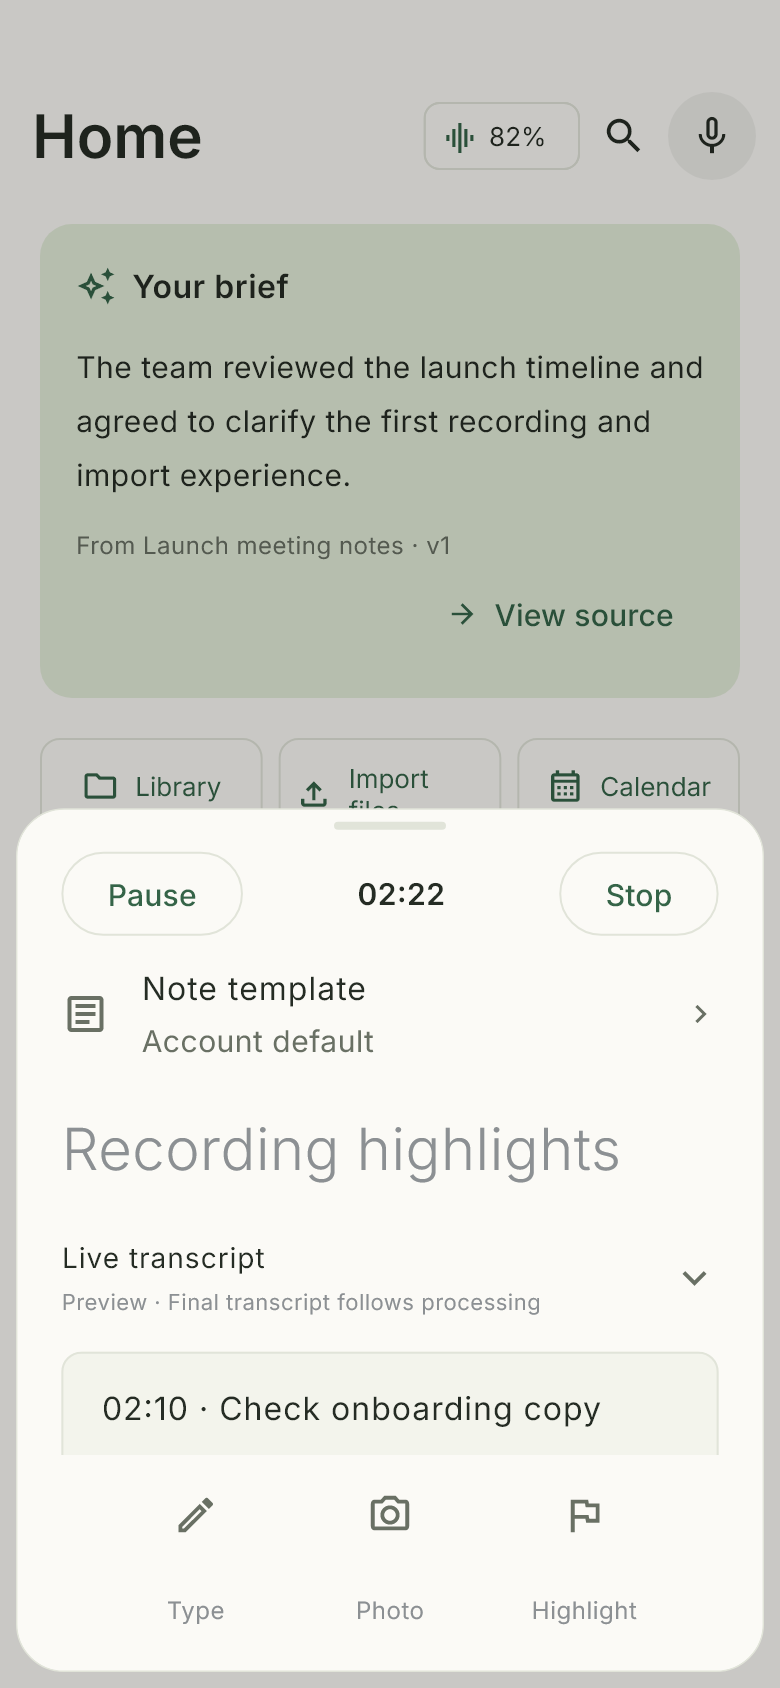 Home
82%
Your brief
The team reviewed the launch timeline and
agreed to clarify the first recording and
import experience.
From Launch meeting notes · v1
View source
Library
Import
files
Calendar
Pause
02:22
Stop
Note template
Account default
Recording highlights
Live transcript
Preview · Final transcript follows processing
02:10 · Check onboarding copy
Type
Photo
Highlight